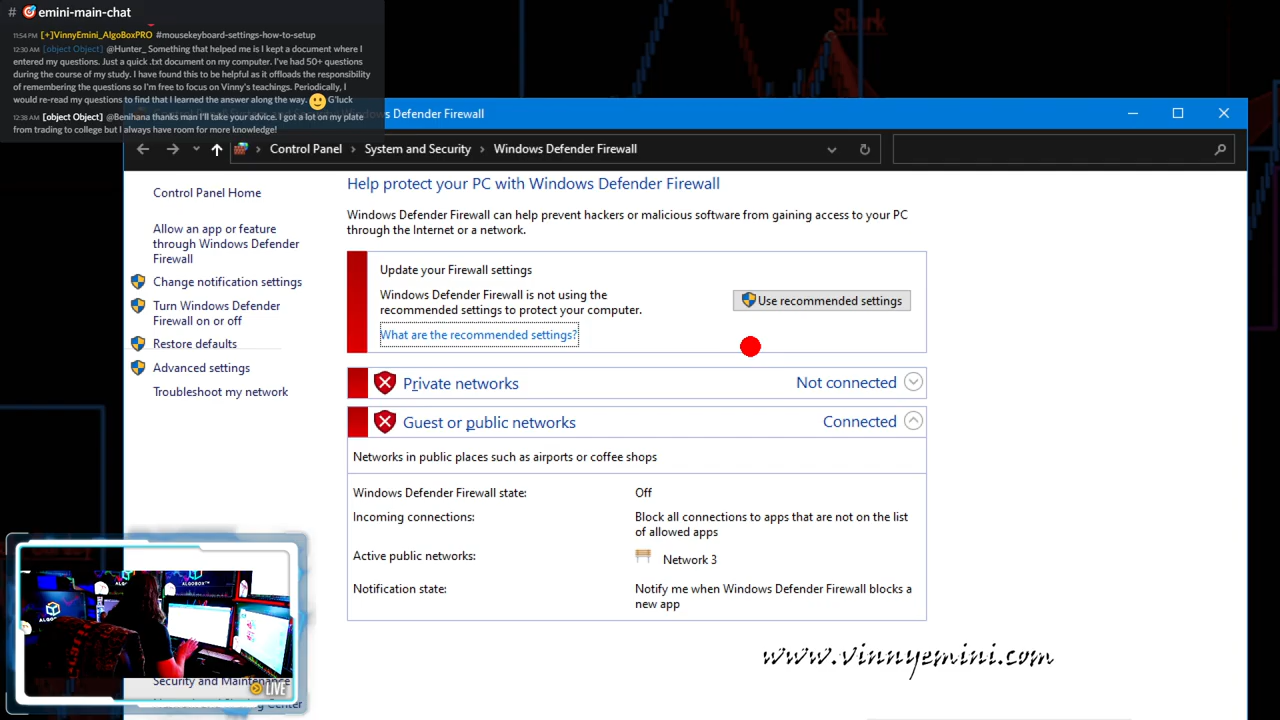 # emini-main-chat
11:54 PM [+]VinnyEmini_AlgoBoxPRO #mousekeyboard-settings-how-to-setup
12:30 AM [object Object] @Hunter_ Something that helped me is I kept a document where I
entered my questions. Just a quick .txt document on my computer. I've had 50+ questions
during the course of my study. I have found this to be helpful as it offloads the responsibility
of remembering the questions so I'm free to focus on Vinny's teachings. Periodically, I
would re-read my questions to find that I learned the answer along the way. 🙂 G'luck
12:38 AM [object Object] @Benihana thanks man I'll take your advice. I got a lot on my plate
from trading to college but I always have room for more knowledge!
Shark
Defender Firewall
Control Panel > System and Security > Windows Defender Firewall
Control Panel Home
Allow an app or feature
through Windows Defender
Firewall
Change notification settings
Turn Windows Defender
Firewall on or off
Restore defaults
Advanced settings
Troubleshoot my network
Help protect your PC with Windows Defender Firewall
Windows Defender Firewall can help prevent hackers or malicious software from gaining access to your PC
through the Internet or a network.
Update your Firewall settings
Windows Defender Firewall is not using the
recommended settings to protect your computer.
Use recommended settings
What are the recommended settings?
Private networks Not connected
Guest or public networks Connected
Networks in public places such as airports or coffee shops
Windows Defender Firewall state: Off
Incoming connections: Block all connections to apps that are not on the list
of allowed apps
Active public networks: Network 3
Notification state: Notify me when Windows Defender Firewall blocks a
new app
ALGOBOX
LIVE
Security and Maintenance
www.vinnyemini.com